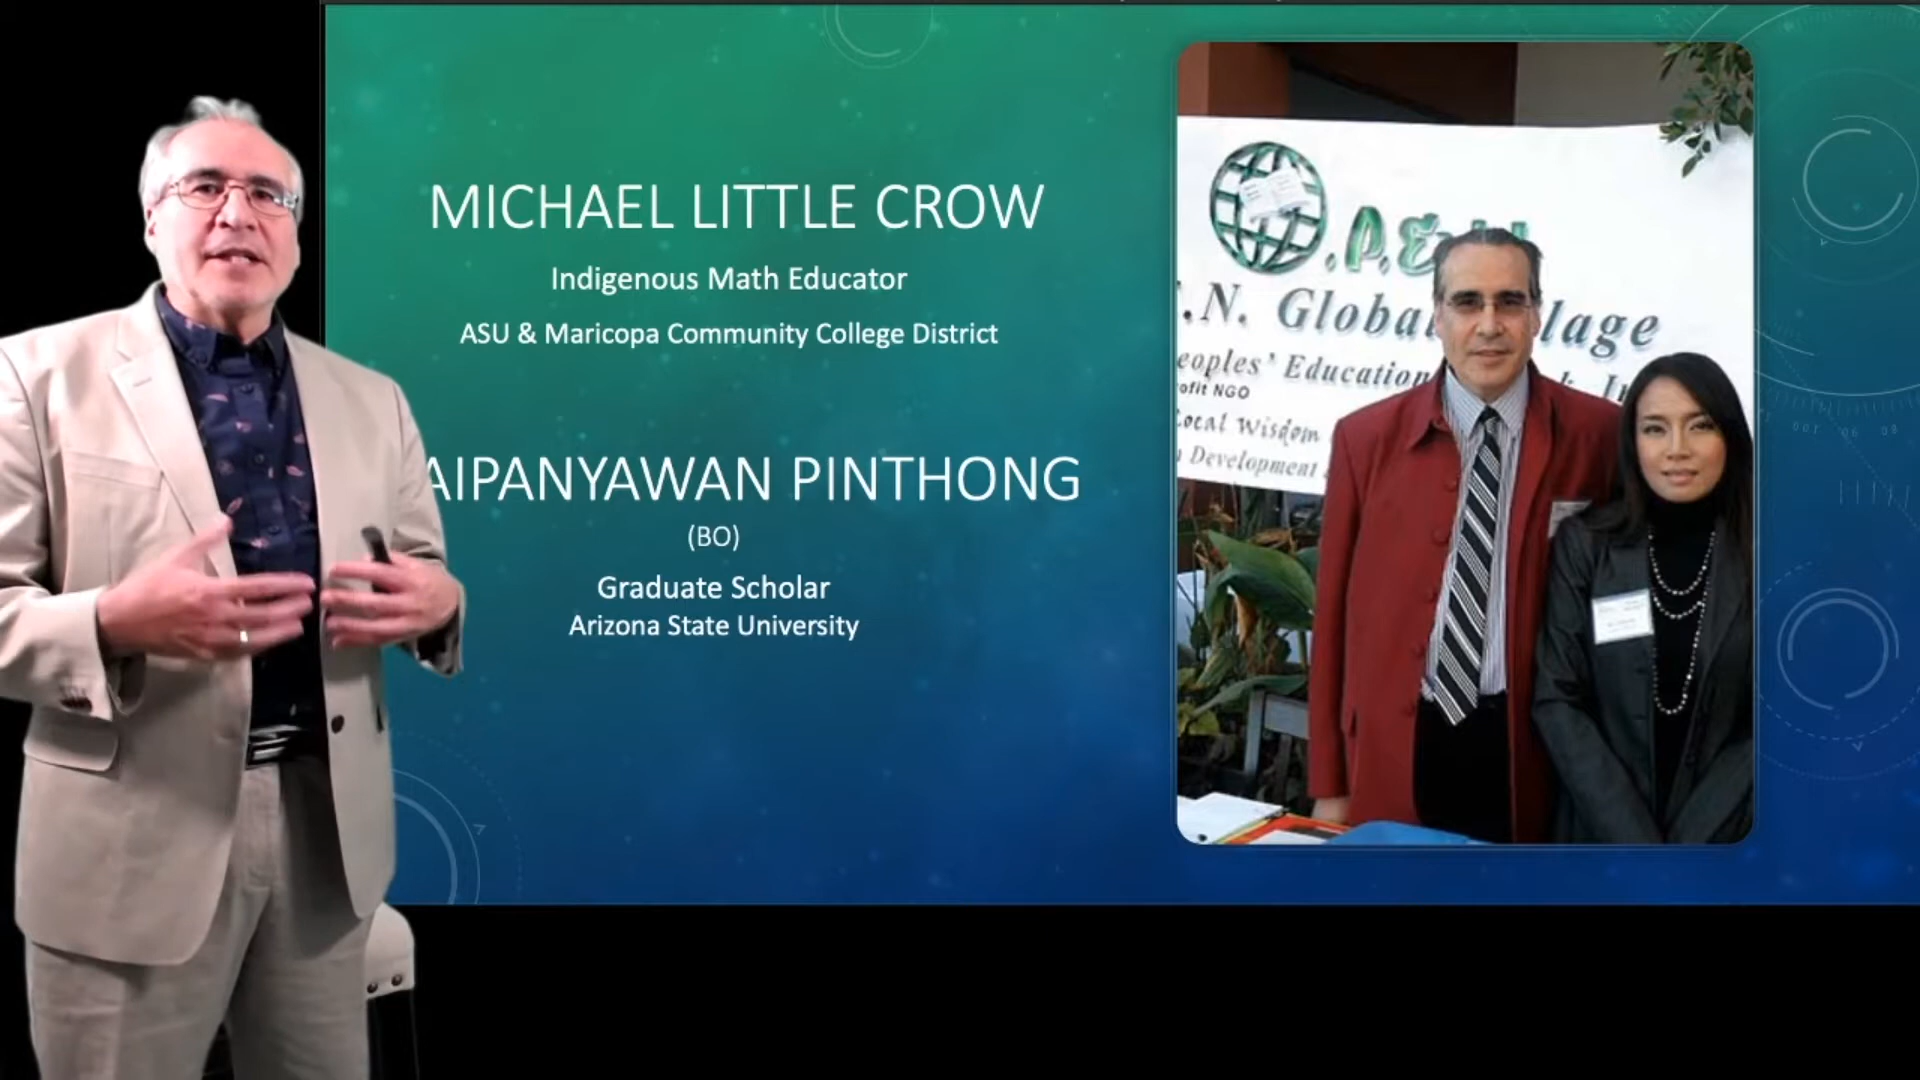 MICHAEL LITTLE CROW
Indigenous Math Educator
ASU & Maricopa Community College District
AIPANYAWAN PINTHONG
(BO)
Graduate Scholar
Arizona State University
.P.E
.N. Global
lage
eoples' Education
rofit NGO
Local Wisdom
Development